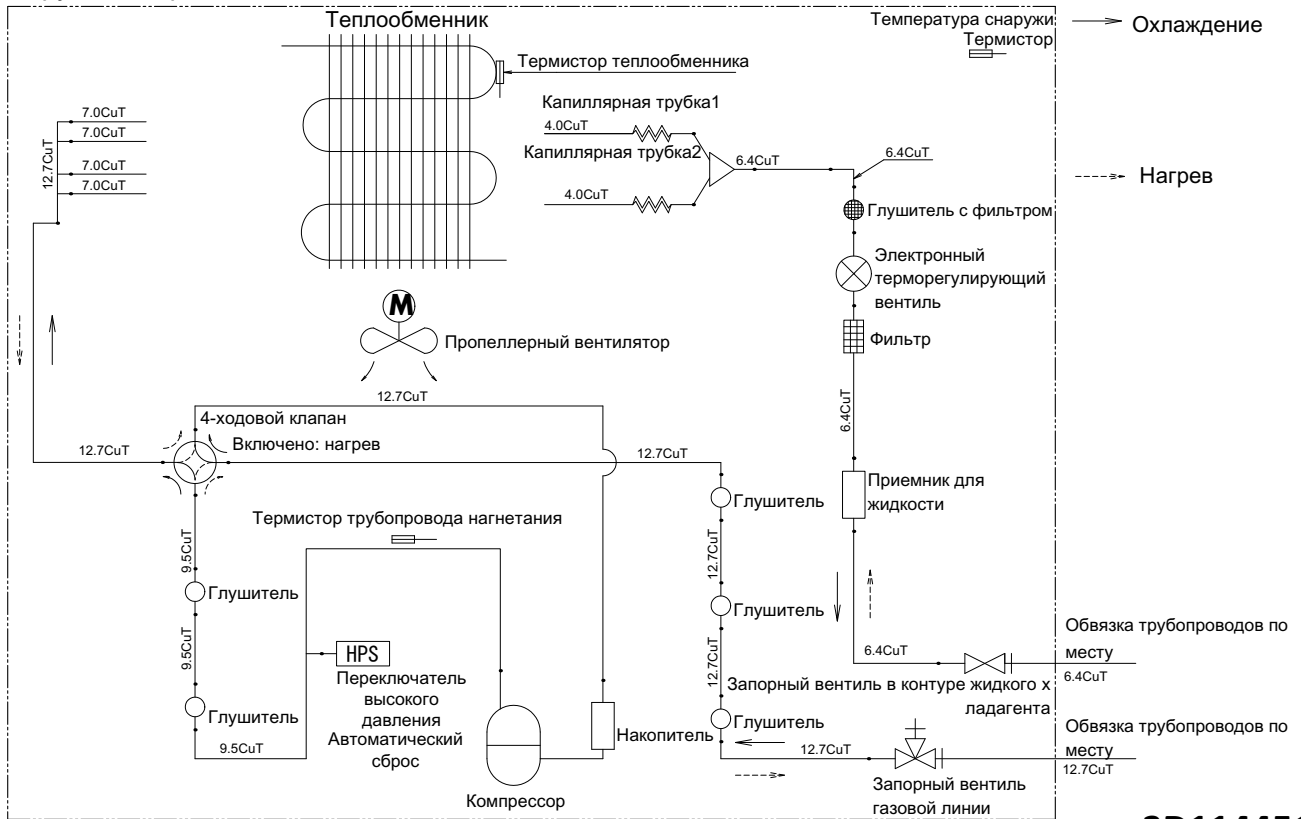 Теплообменник
Температура снаружи
Термистор
Охлаждение
Термистор теплообменника
7.0CuT
7.0CuT
7.0CuT
7.0CuT
12.7CuT
Капиллярная трубка1
4.0CuT
Капиллярная трубка2
6.4CuT
6.4CuT
4.0CuT
Нагрев
Глушитель с фильтром
Электронный
терморегулирующий
вентиль
Фильтр
M
Пропеллерный вентилятор
12.7CuT
6.4CuT
4-ходовой клапан
Включено: нагрев
12.7CuT
12.7CuT
Приемник для
жидкости
Глушитель
Термистор трубопровода нагнетания
9.5CuT
12.7CuT
Глушитель
Глушитель
9.5CuT
12.7CuT
HPS
Переключатель
высокого
давления
Автоматический
сброс
Обвязка трубопроводов по
месту
6.4CuT
6.4CuT
Запорный вентиль в контуре жидкого х
ладагента
Глушитель
Глушитель
Накопитель
9.5CuT
12.7CuT
Обвязка трубопроводов по
месту
12.7CuT
Компрессор
Запорный вентиль
газовой линии